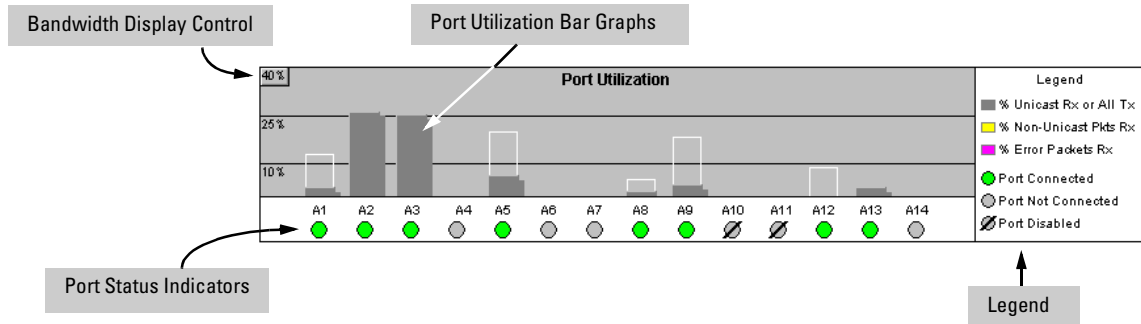 Bandwidth Display Control
Port Utilization Bar Graphs
40%
Port Utilization
25%
10%
A1 A2 A3 A4 A5 A6 A7 A8 A9 A10 A11 A12 A13 A14
Legend
% Unicast Rx or All Tx
% Non-Unicast Pkts Rx
% Error Packets Rx
Port Connected
Port Not Connected
Port Disabled
Port Status Indicators
Legend